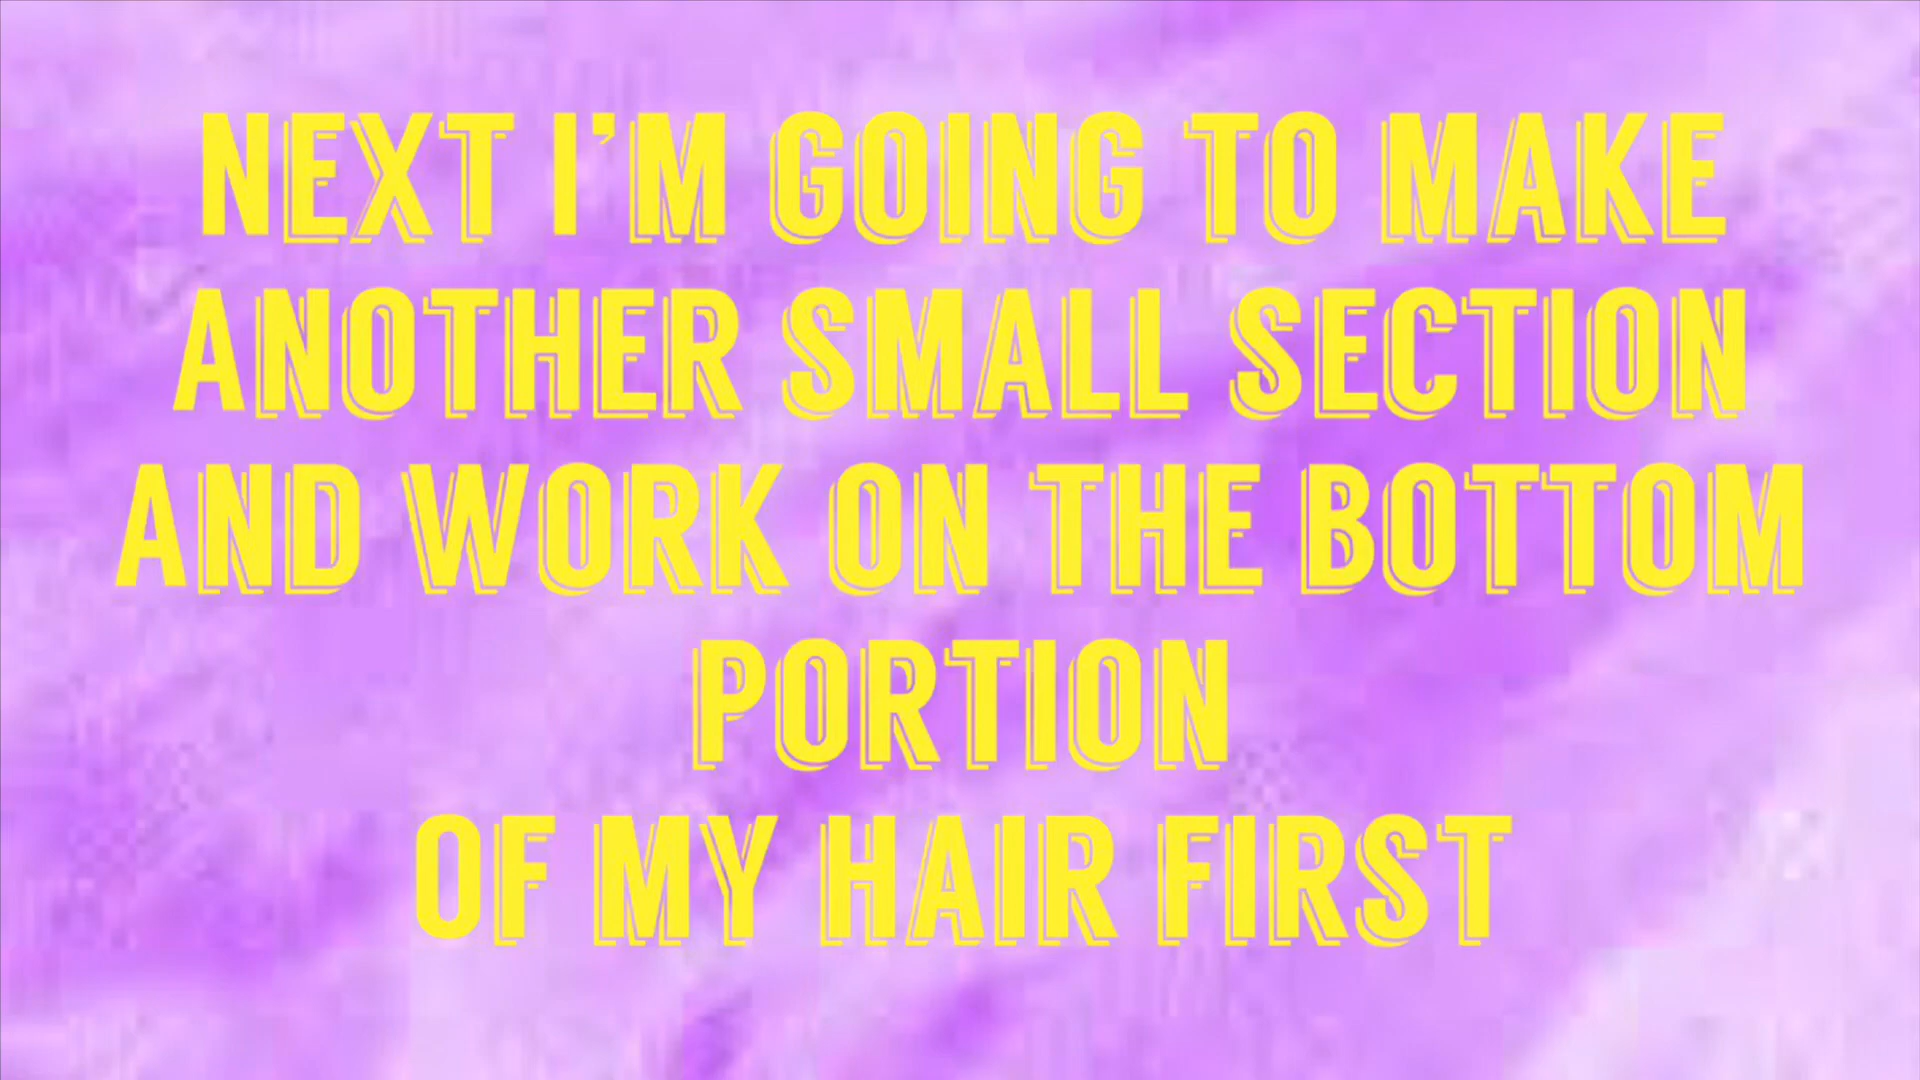 NEXT I'M GOING TO MAKE
ANOTHER SMALL SECTION
AND WORK ON THE BOTTOM
PORTION
OF MY HAIR FIRST